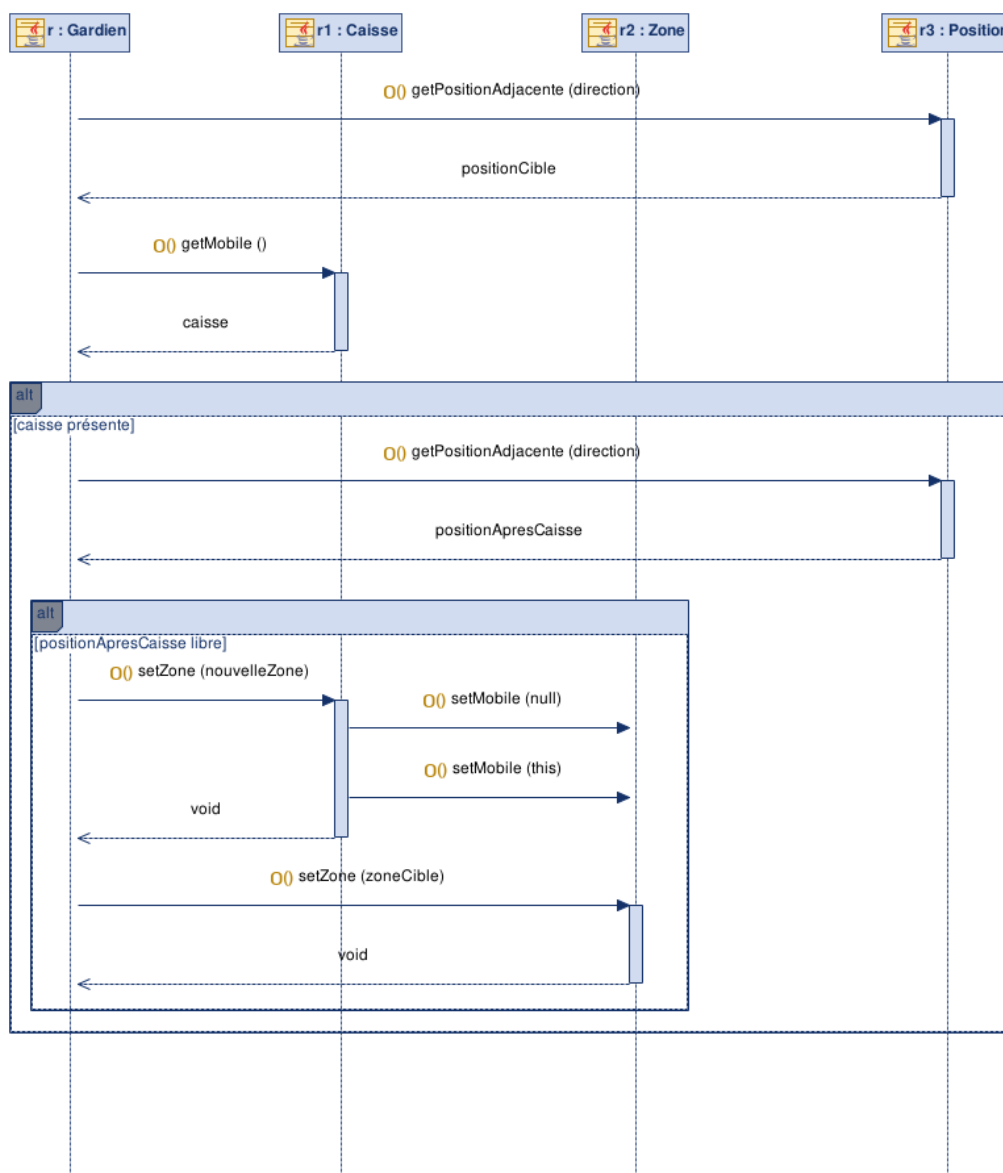 r : Gardien
r1 : Caisse
r2 : Zone
r3 : Position
O() getPositionAdjacente (direction)
positionCible
O() getMobile ()
caisse
alt
[caisse présente]
O() getPositionAdjacente (direction)
positionApresCaisse
alt
[positionApresCaisse libre]
O() setZone (nouvelleZone)
O() setMobile (null)
O() setMobile (this)
void
O() setZone (zoneCible)
void